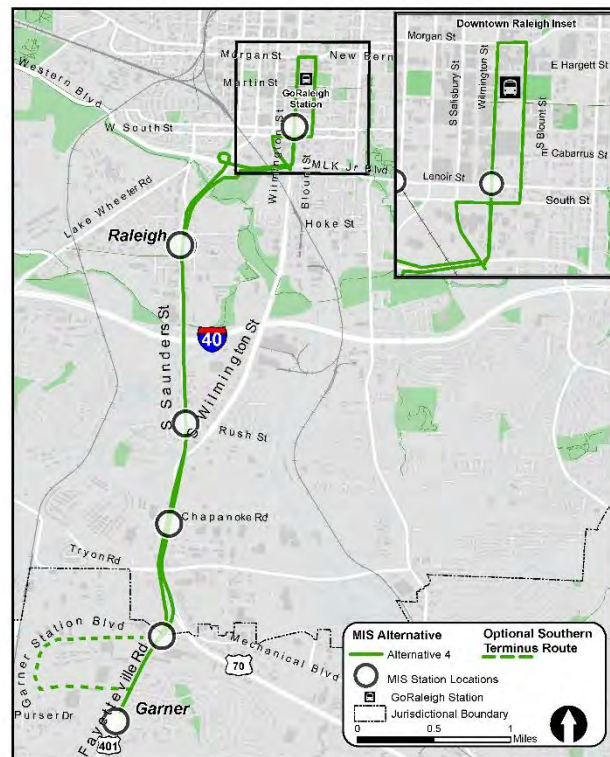 Downtown Raleigh Inset
Morgan St
E Hargett St
S Salisbury St
Wilmington St
S Blount St
E Cabarrus St
Lenoir St
South St
Morgan St
New Bern
Martin St
GoRaleigh
Station
Western Blvd
W South St
Wilmington St
Blount St
MLK Jr Blvd
Lake Wheeler Rd
Hoke St
Raleigh
40
S Saunders St
S Wilmington St
Rush St
Chapanoke Rd
Tryon Rd
Garner Station Blvd
Mechanical Blvd
70
Fayetteville Rd
Purser Dr
Garner
401
MIS Alternative
Alternative 4
Optional Southern
Terminus Route
MIS Station Locations
GoRaleigh Station
Jurisdictional Boundary
0 0.5 1
Miles